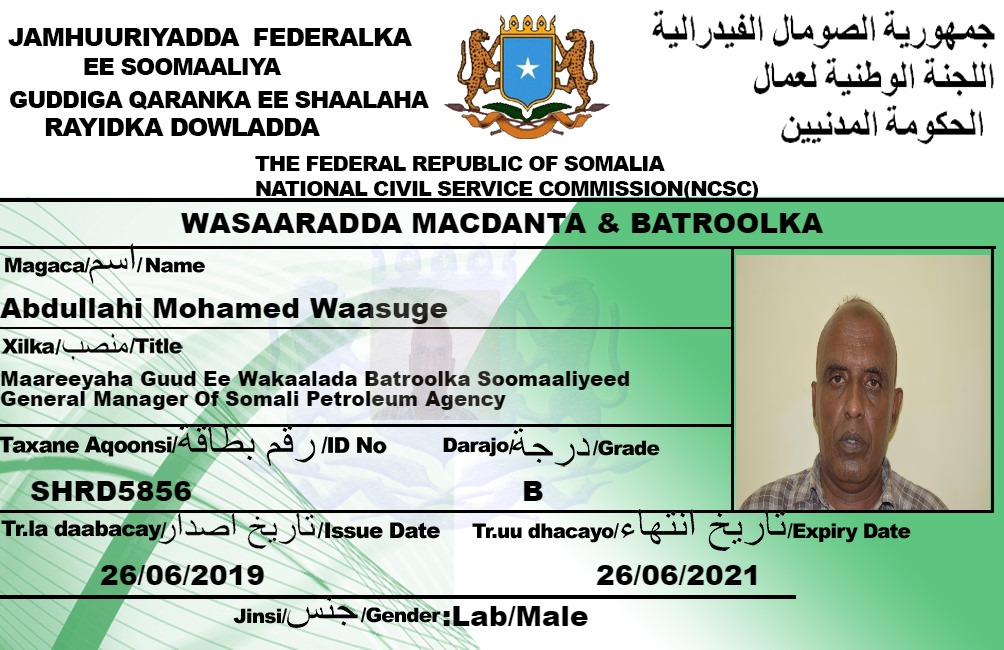 JAMHUURIYADDA FEDERALKA
EE SOOMAALIYA
GUDDIGA QARANKA EE SHAALAHA
RAYIDKA DOWLADDA
جمهورية الصومال الفيدرالية
اللجنة الوطنية لعمال
الحكومة المدنيين
THE FEDERAL REPUBLIC OF SOMALIA
NATIONAL CIVIL SERVICE COMMISSION(NCSC)
WASAARADDA MACDANTA & BATROOLKA
Magaca/اسم/Name
Abdullahi Mohamed Waasuge
Xilka/منصب/Title
Maareeyaha Guud Ee Wakaalada Batroolka Soomaaliyeed
General Manager Of Somali Petroleum Agency
Taxane Aqoonsi/رقم بطاقة/ID No
Darajo/درجة/Grade
SHRD5856
B
Tr.la daabacay/تاريخ اصدار/Issue Date
Tr.uu dhacayo/تاريخ انتهاء/Expiry Date
26/06/2019
26/06/2021
Jinsi/جنس/Gender:Lab/Male